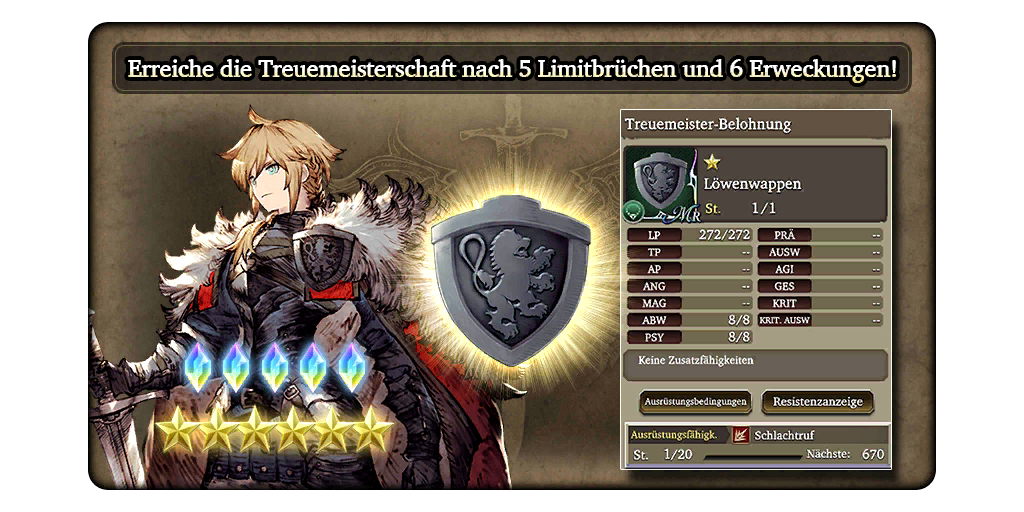 Erreiche die Treuemeisterschaft nach 5 Limitbrüchen und 6 Erweckungen!
Treuemeister-Belohnung
Löwenwappen
MR St. 1/1
LP 272/272 PRÄ --
TP -- AUSW --
AP -- AGI --
ANG -- GES --
MAG -- KRIT --
ABW 8/8 KRIT. AUSW --
PSY 8/8
Keine Zusatzfähigkeiten
Ausrüstungsbedingungen Resistenzanzeige
Ausrüstungsfähigk. Schlachtruf
St. 1/20 Nächste: 670